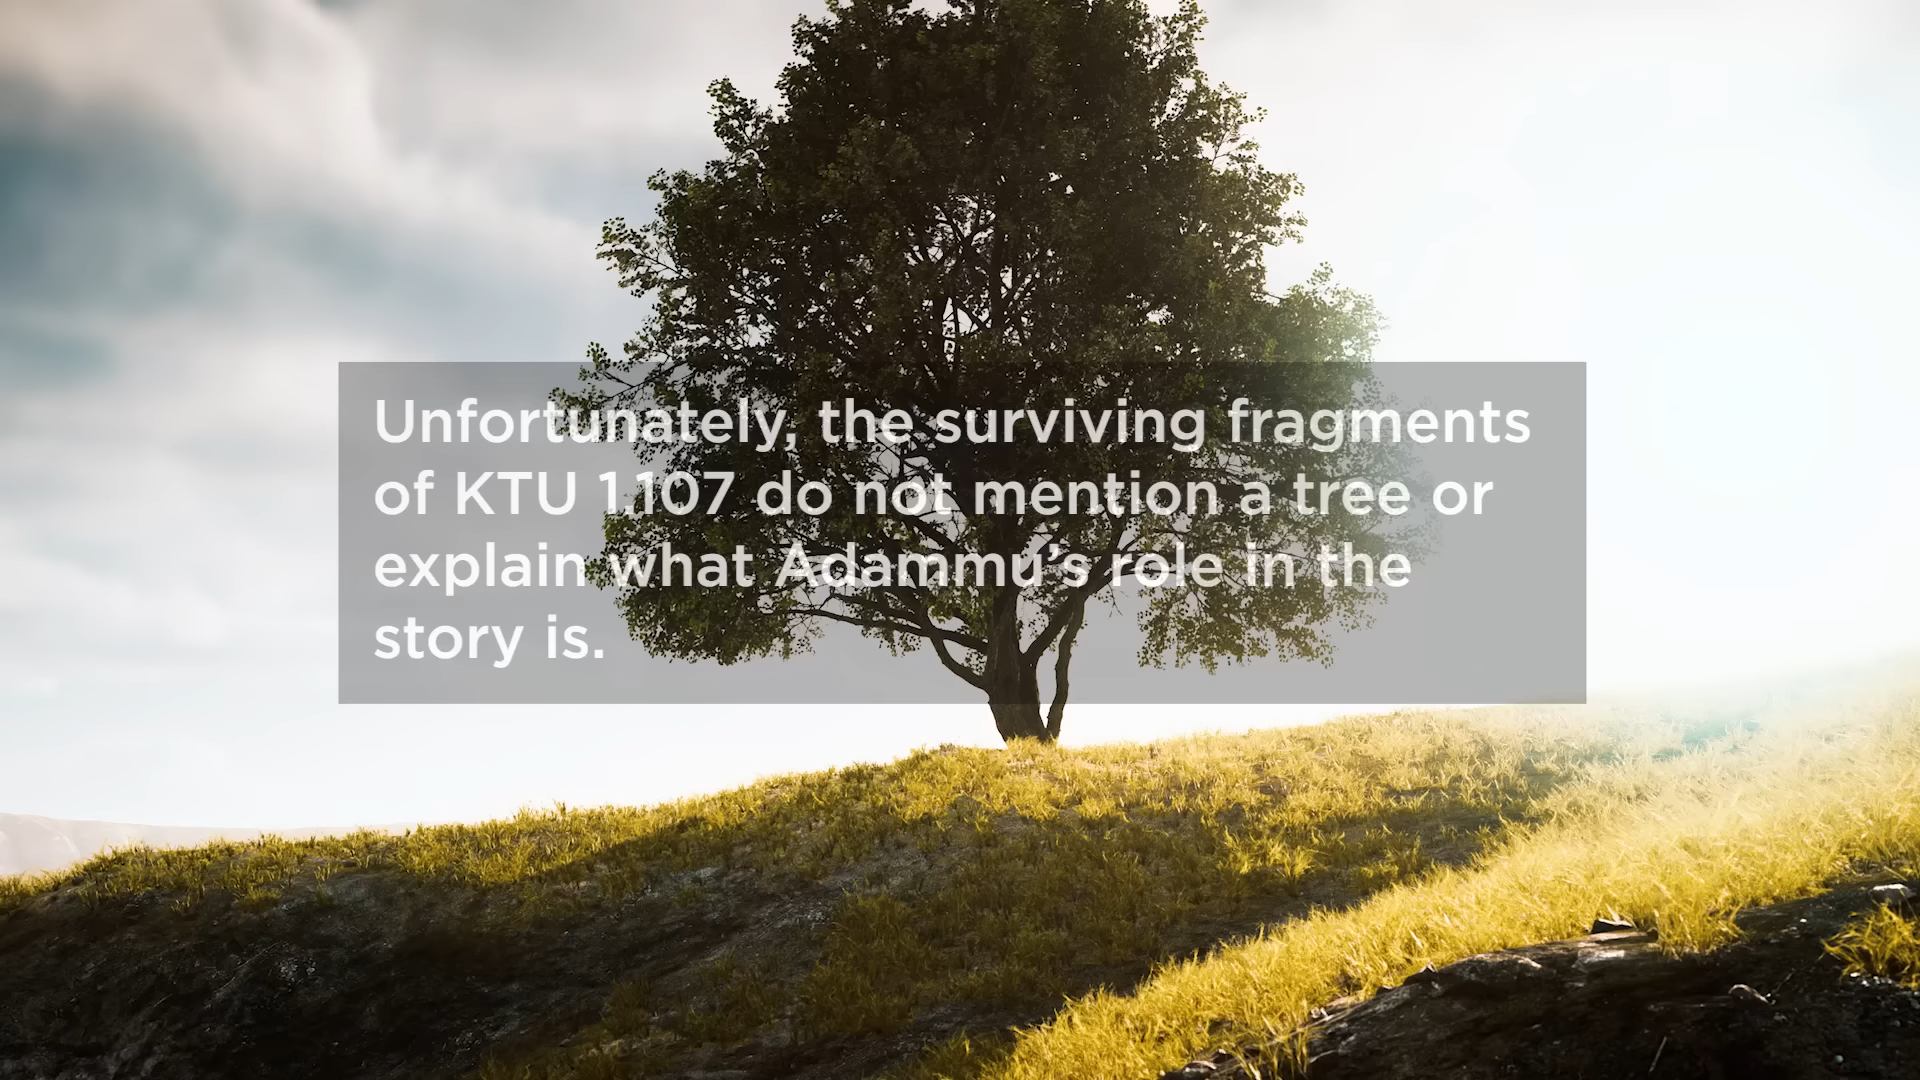 Unfortunately, the surviving fragments
of KTU 1.107 do not mention a tree or
explain what Adammu’s role in the
story is.